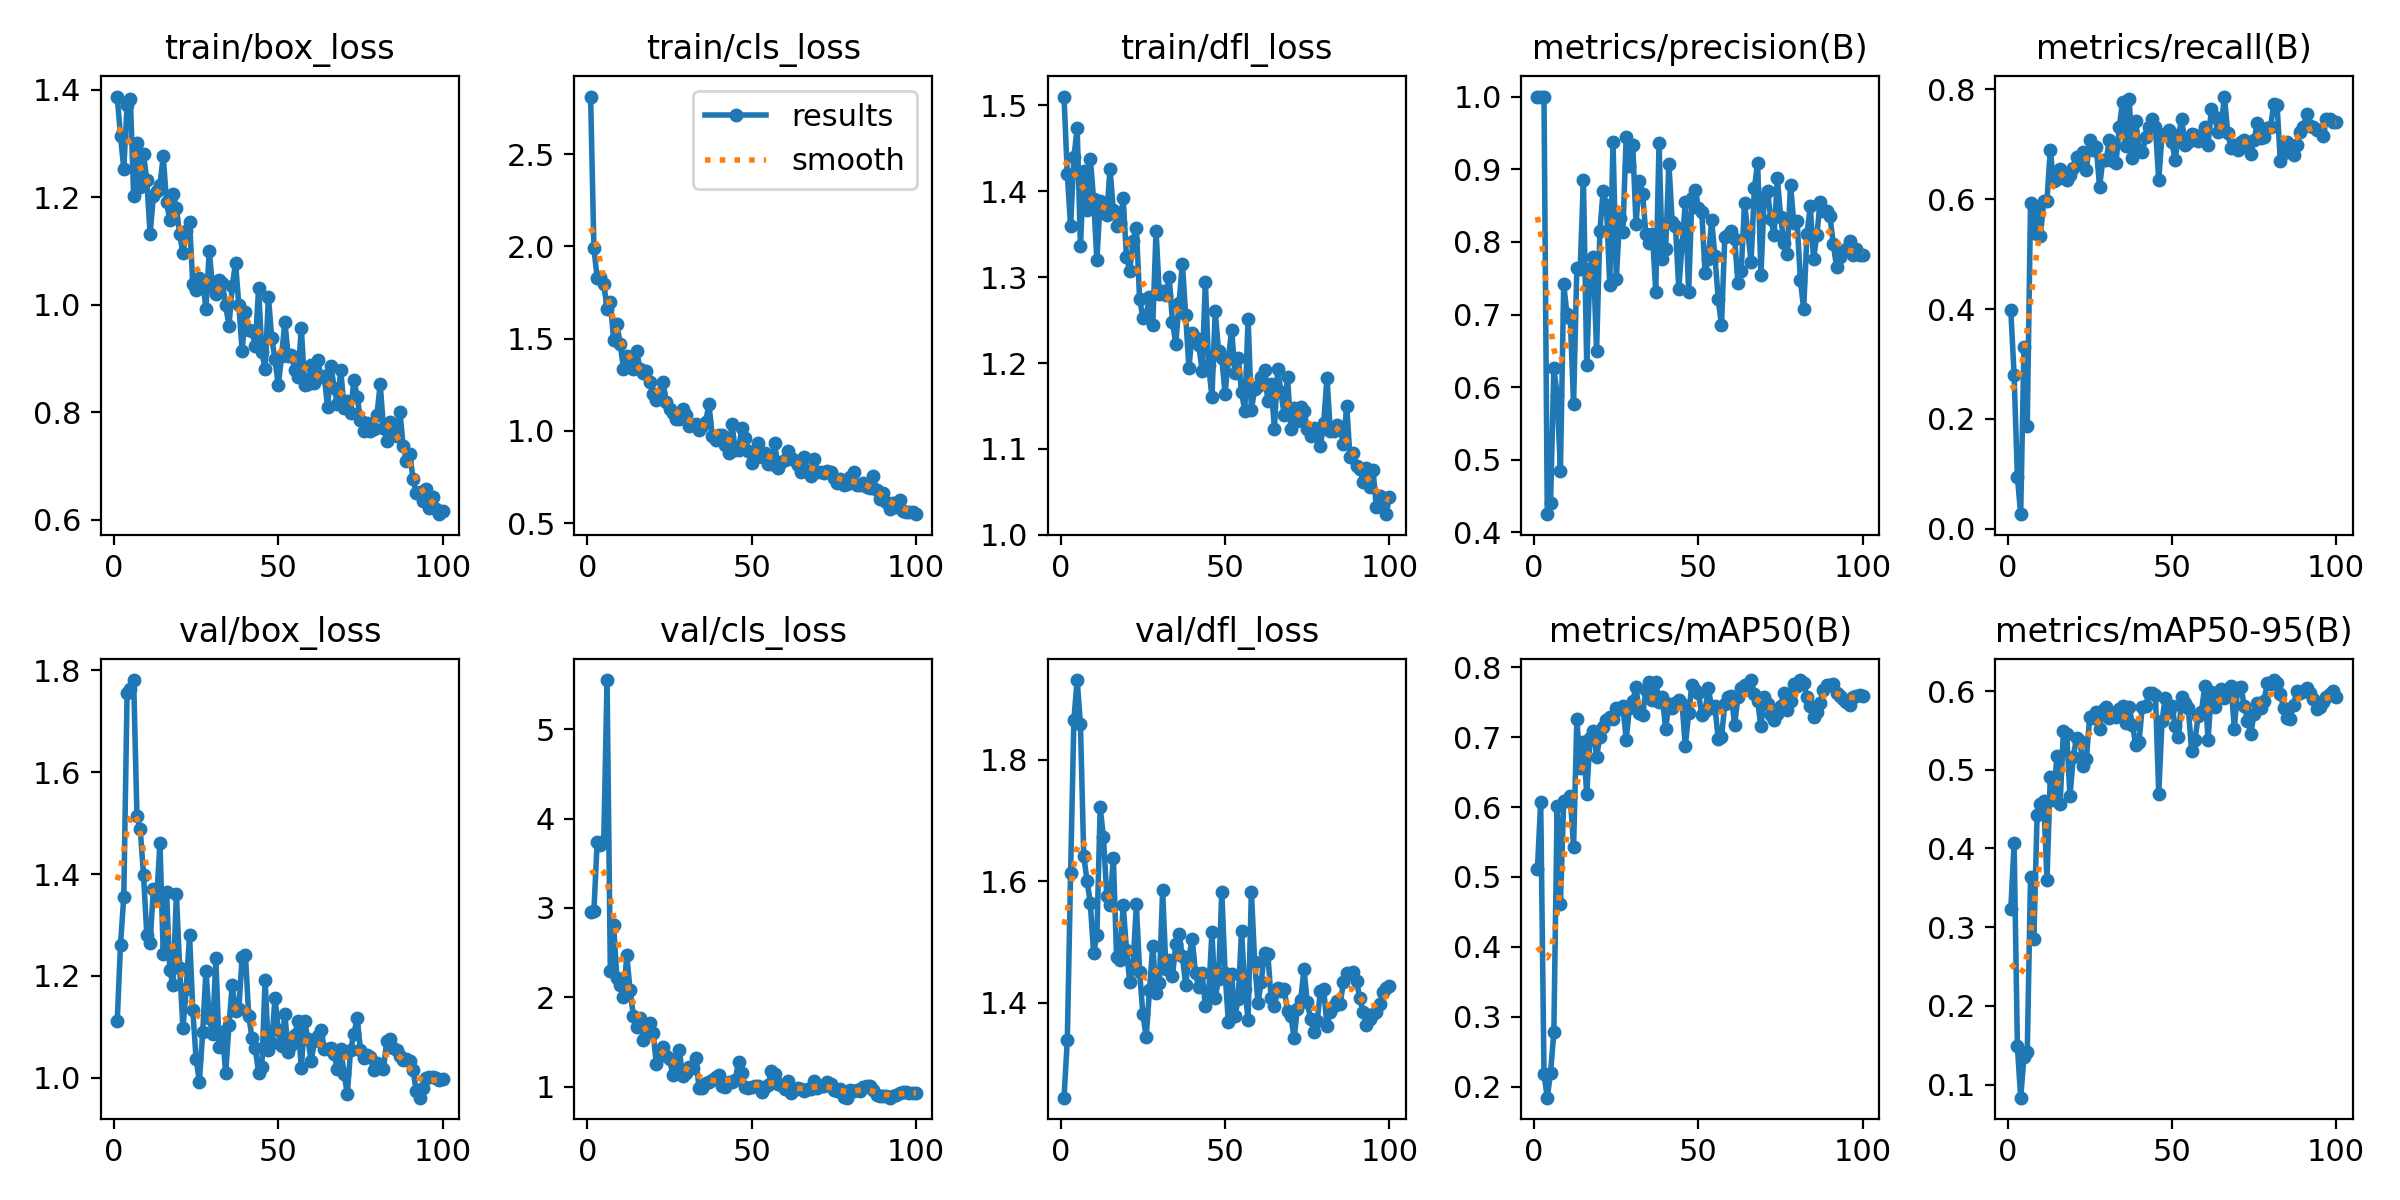 train/box_loss
1.4
1.2
1.0
0.8
0.6
0 50 100
train/cls_loss
results
smooth
2.5
2.0
1.5
1.0
0.5
0 50 100
train/dfl_loss
1.5
1.4
1.3
1.2
1.1
1.0
0 50 100
metrics/precision(B)
1.0
0.9
0.8
0.7
0.6
0.5
0.4
0 50 100
metrics/recall(B)
0.8
0.6
0.4
0.2
0.0
0 50 100
val/box_loss
1.8
1.6
1.4
1.2
1.0
0 50 100
val/cls_loss
5
4
3
2
1
0 50 100
val/dfl_loss
1.8
1.6
1.4
0 50 100
metrics/mAP50(B)
0.8
0.7
0.6
0.5
0.4
0.3
0.2
0 50 100
metrics/mAP50-95(B)
0.6
0.5
0.4
0.3
0.2
0.1
0 50 100